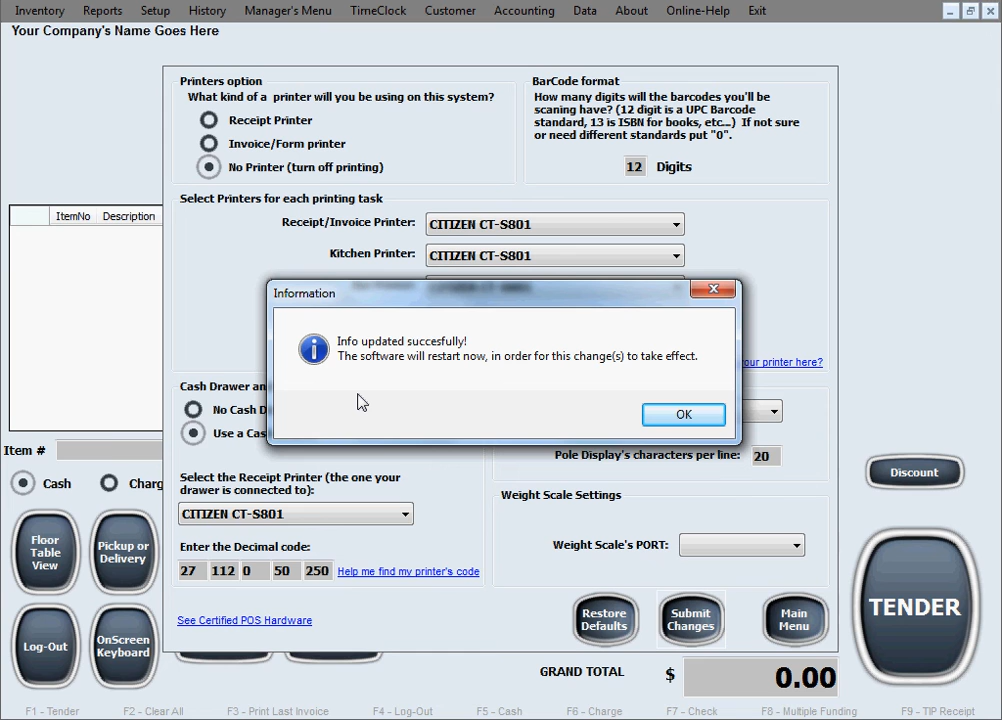 Inventory Reports Setup History Manager's Menu TimeClock Customer Accounting Data About Online-Help Exit
Your Company's Name Goes Here
Printers option
What kind of a printer will you be using on this system?
Receipt Printer
Invoice/Form printer
No Printer (turn off printing)
BarCode format
How many digits will the barcodes you'll be
scaning have? (12 digit is a UPC Barcode
standard, 13 is ISBN for books, etc...) If not sure
or need different standards put "0".
12 Digits
ItemNo Description
Select Printers for each printing task
Receipt/Invoice Printer: CITIZEN CT-S801
Kitchen Printer: CITIZEN CT-S801
Information
Info updated succesfully!
The software will restart now, in order for this change(s) to take effect.
OK
your printer here?
Cash Drawer an
No Cash D
Use a Cas
Pole Display's characters per line: 20
Select the Receipt Printer (the one your
drawer is connected to):
CITIZEN CT-S801
Enter the Decimal code:
27 112 0 50 250 Help me find my printer's code
Weight Scale Settings
Weight Scale's PORT:
See Certified POS Hardware
Restore
Defaults
Submit
Changes
Main
Menu
Item #
Cash Charg
Floor
Table
View
Pickup or
Delivery
Log-Out
OnScreen
Keyboard
Discount
TENDER
GRAND TOTAL $ 0.00
F1 - Tender F2 - Clear All F3 - Print Last Invoice F4 - Log-Out F5 - Cash F6 - Charge F7 - Check F8 - Multiple Funding F9 - TIP Receipt